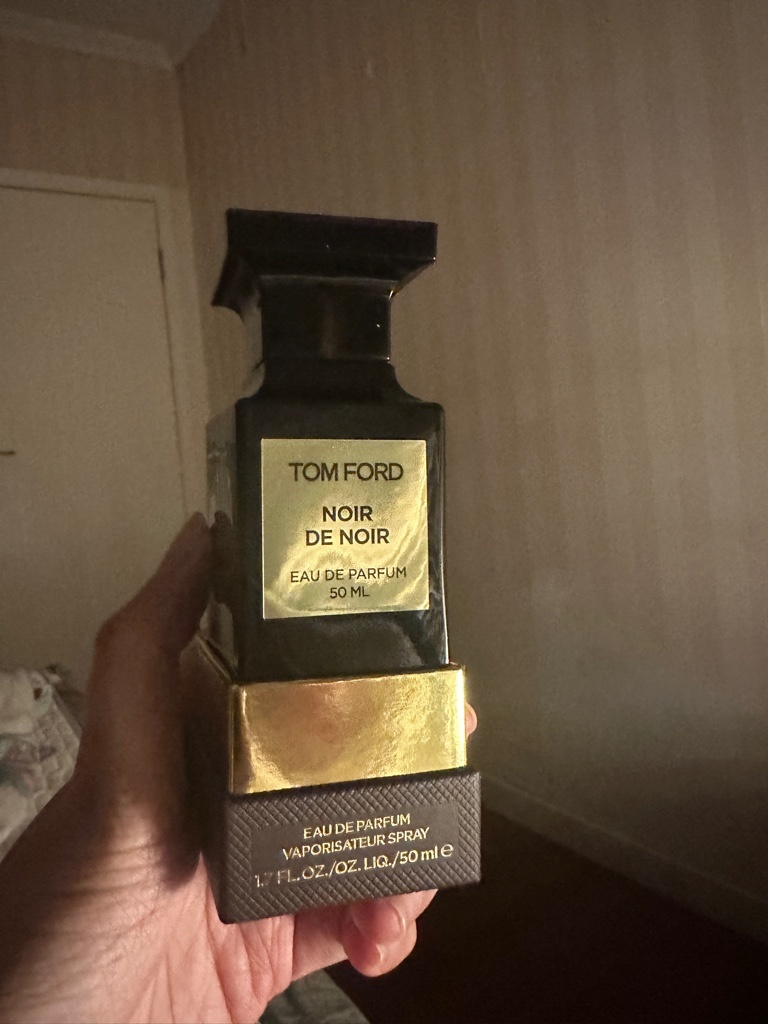 TOM FORD
NOIR
DE NOIR
EAU DE PARFUM
50 ML
EAU DE PARFUM
VAPORISATEUR SPRAY
1.7 FL.OZ./OZ. LIQ./50 ml ℮